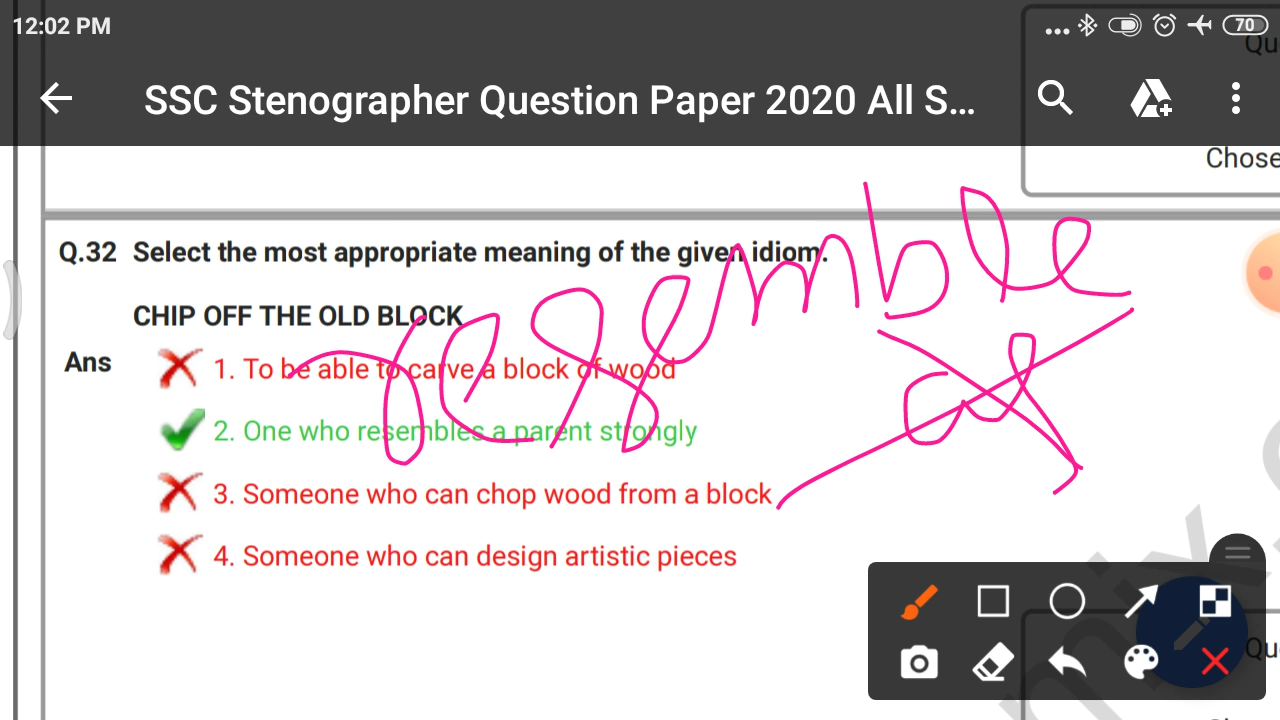 12:02 PM
70
SSC Stenographer Question Paper 2020 All S...
Qu
Chose
Q.32 Select the most appropriate meaning of the given idiom.
CHIP OFF THE OLD BLOCK
resemble
Ans 1. To be able to carve a block of wood
2. One who resembles a parent strongly
3. Someone who can chop wood from a block
4. Someone who can design artistic pieces
Qu